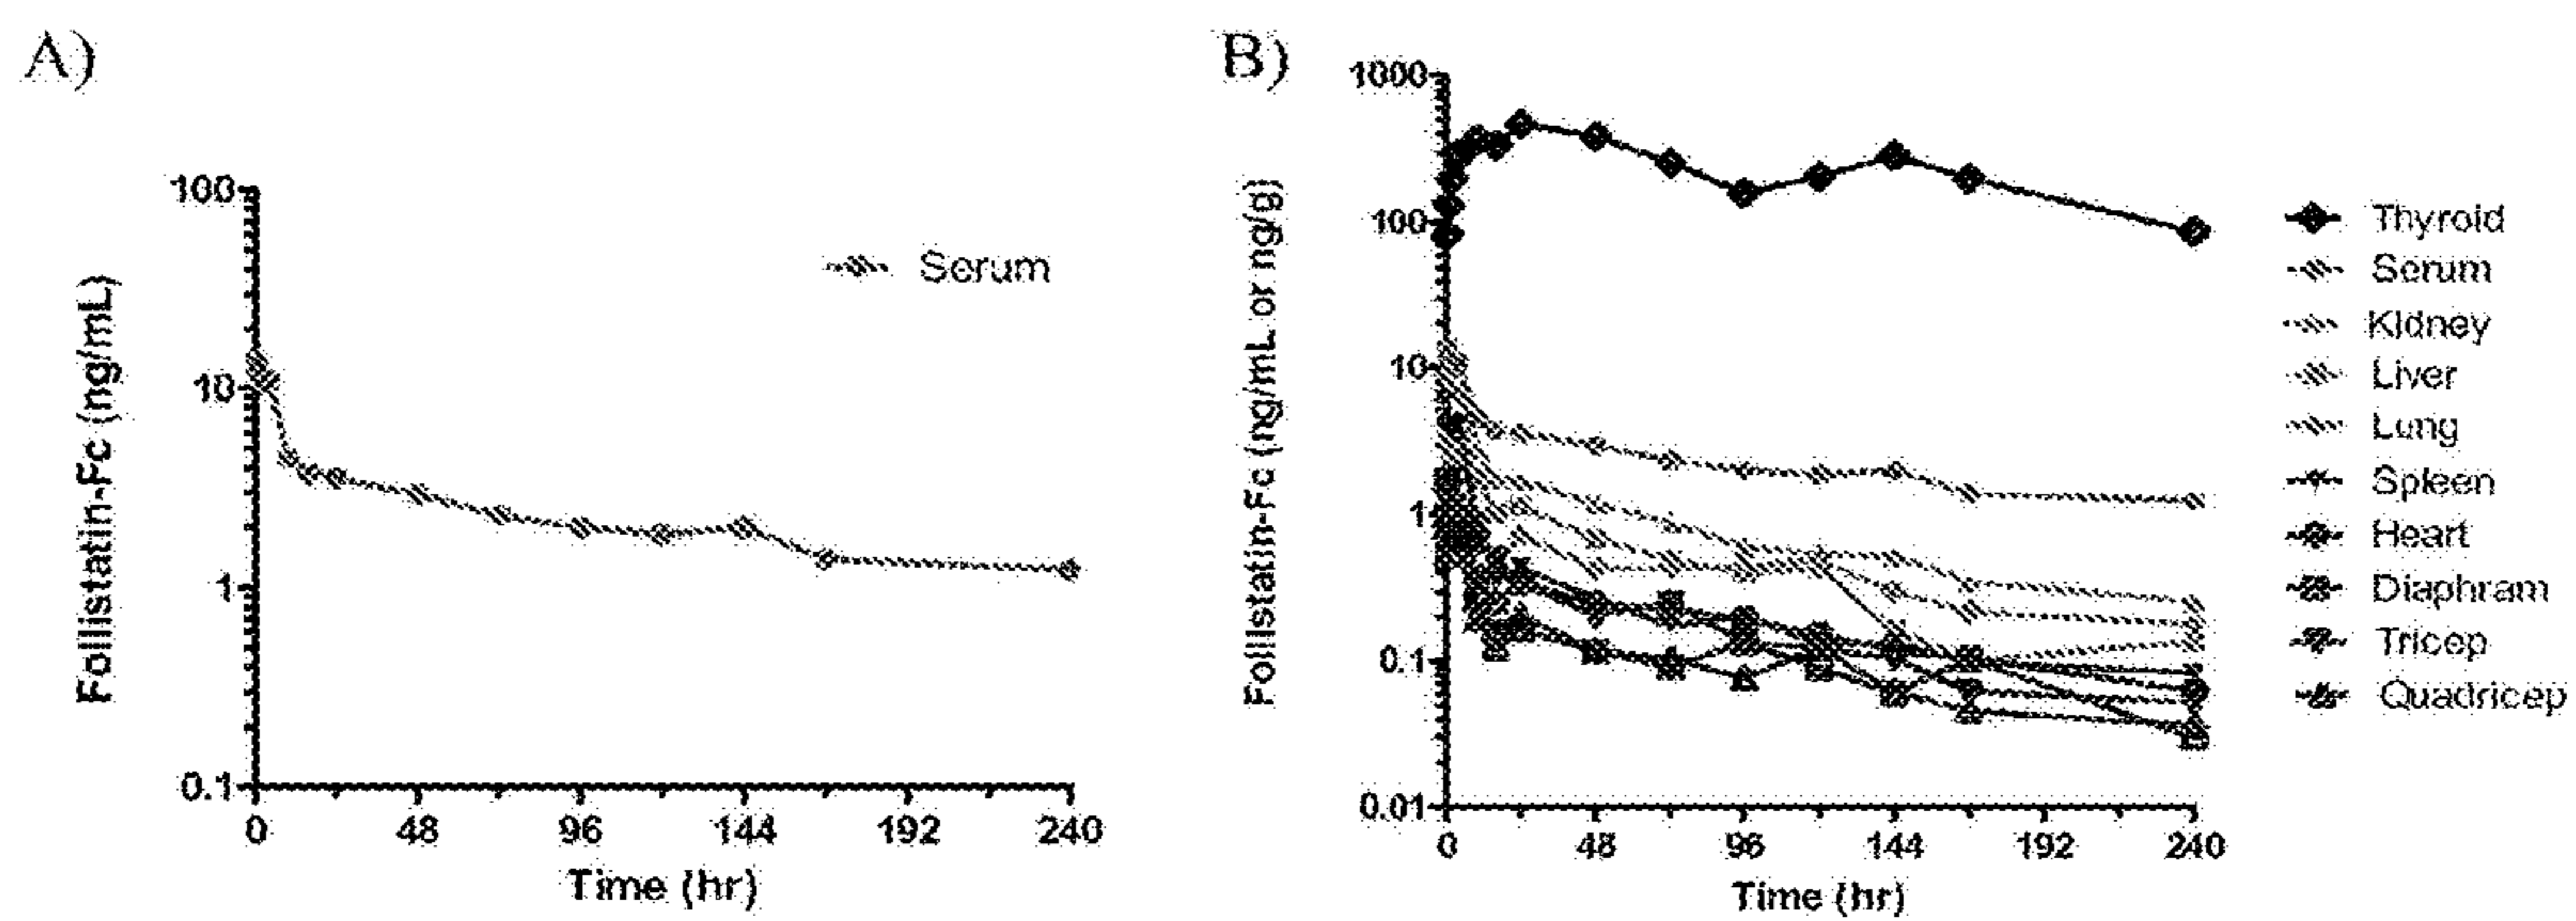 A)
Follistatin-Fc (ng/mL)
100
10
1
0.1
0
48
96
144
192
240
Time (hr)
Serum
B)
Follistatin-Fc (ng/mL or ng/g)
1000
100
10
1
0.1
0.01
0
48
96
144
192
240
Time (hr)
Thyroid
Serum
Kidney
Liver
Lung
Spleen
Heart
Diaphram
Tricep
Quadricep